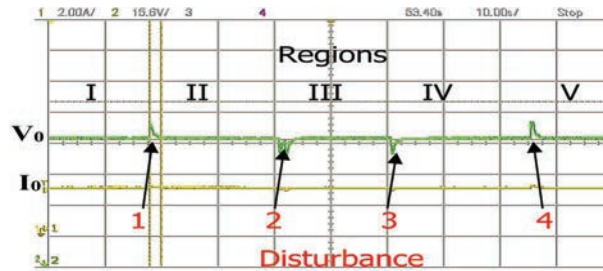 1 2.00A/ 2 15.6V/ 3 4 53.40s 10.00s/ Stop
Regions
I II III IV V
Vo
Io
1 2 3 4
1
Disturbance
2